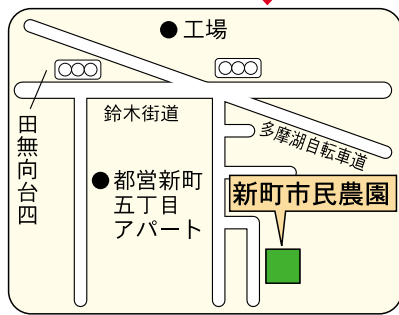 工場
鈴木街道
多摩湖自転車道
田無向台四
都営新町
五丁目
アパート
新町市民農園